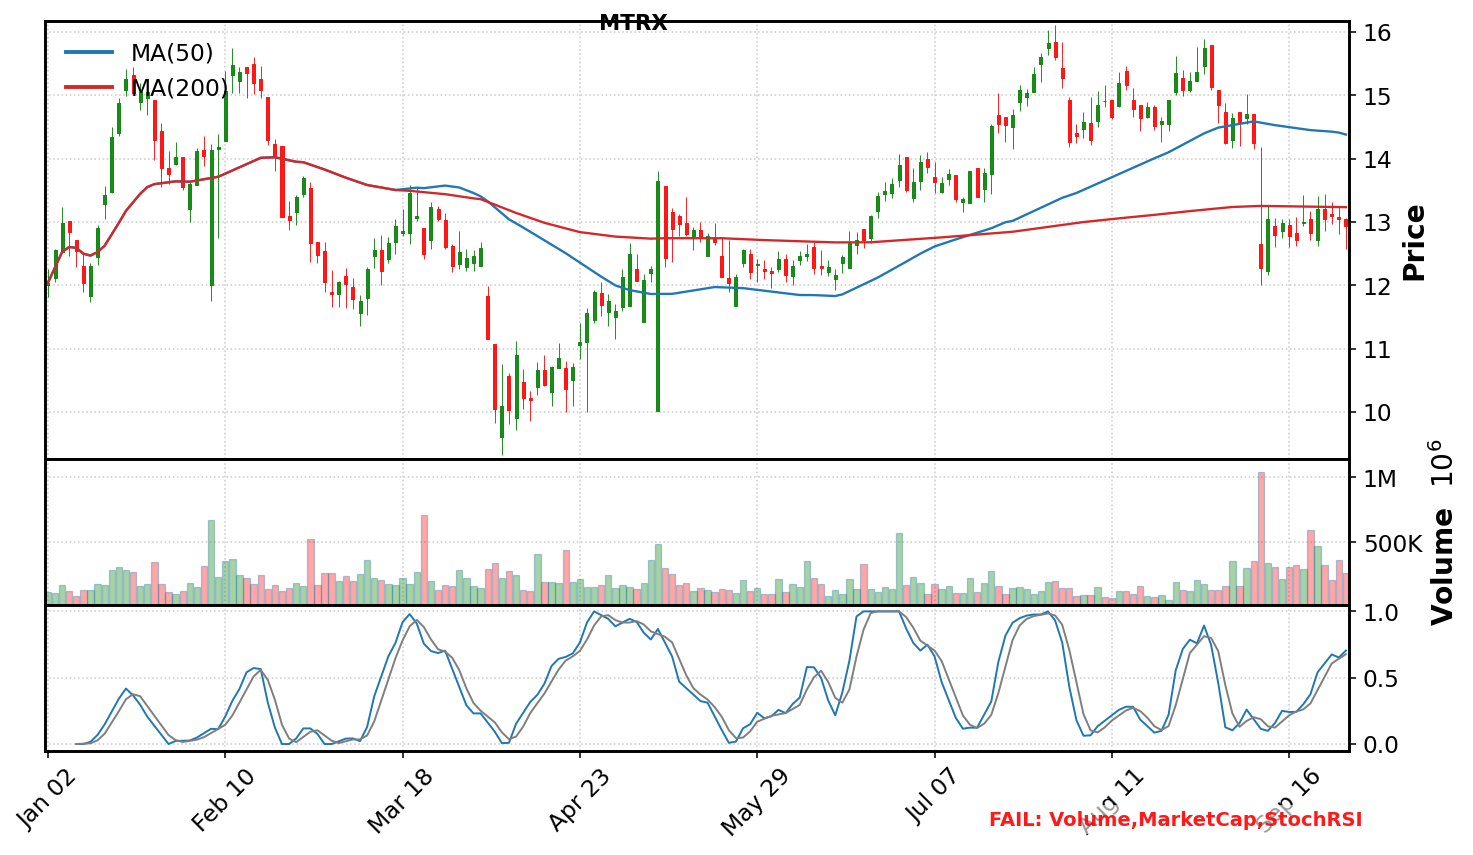 MTRX
MA(50)
MA(200)
16
15
14
13
12
11
10
Price
1M
500K
Volume 10^6
1.0
0.5
0.0
Jan 02
Feb 10
Mar 18
Apr 23
May 29
Jul 07
Aug 11
Sep 16
FAIL: Volume,MarketCap,StochRSI